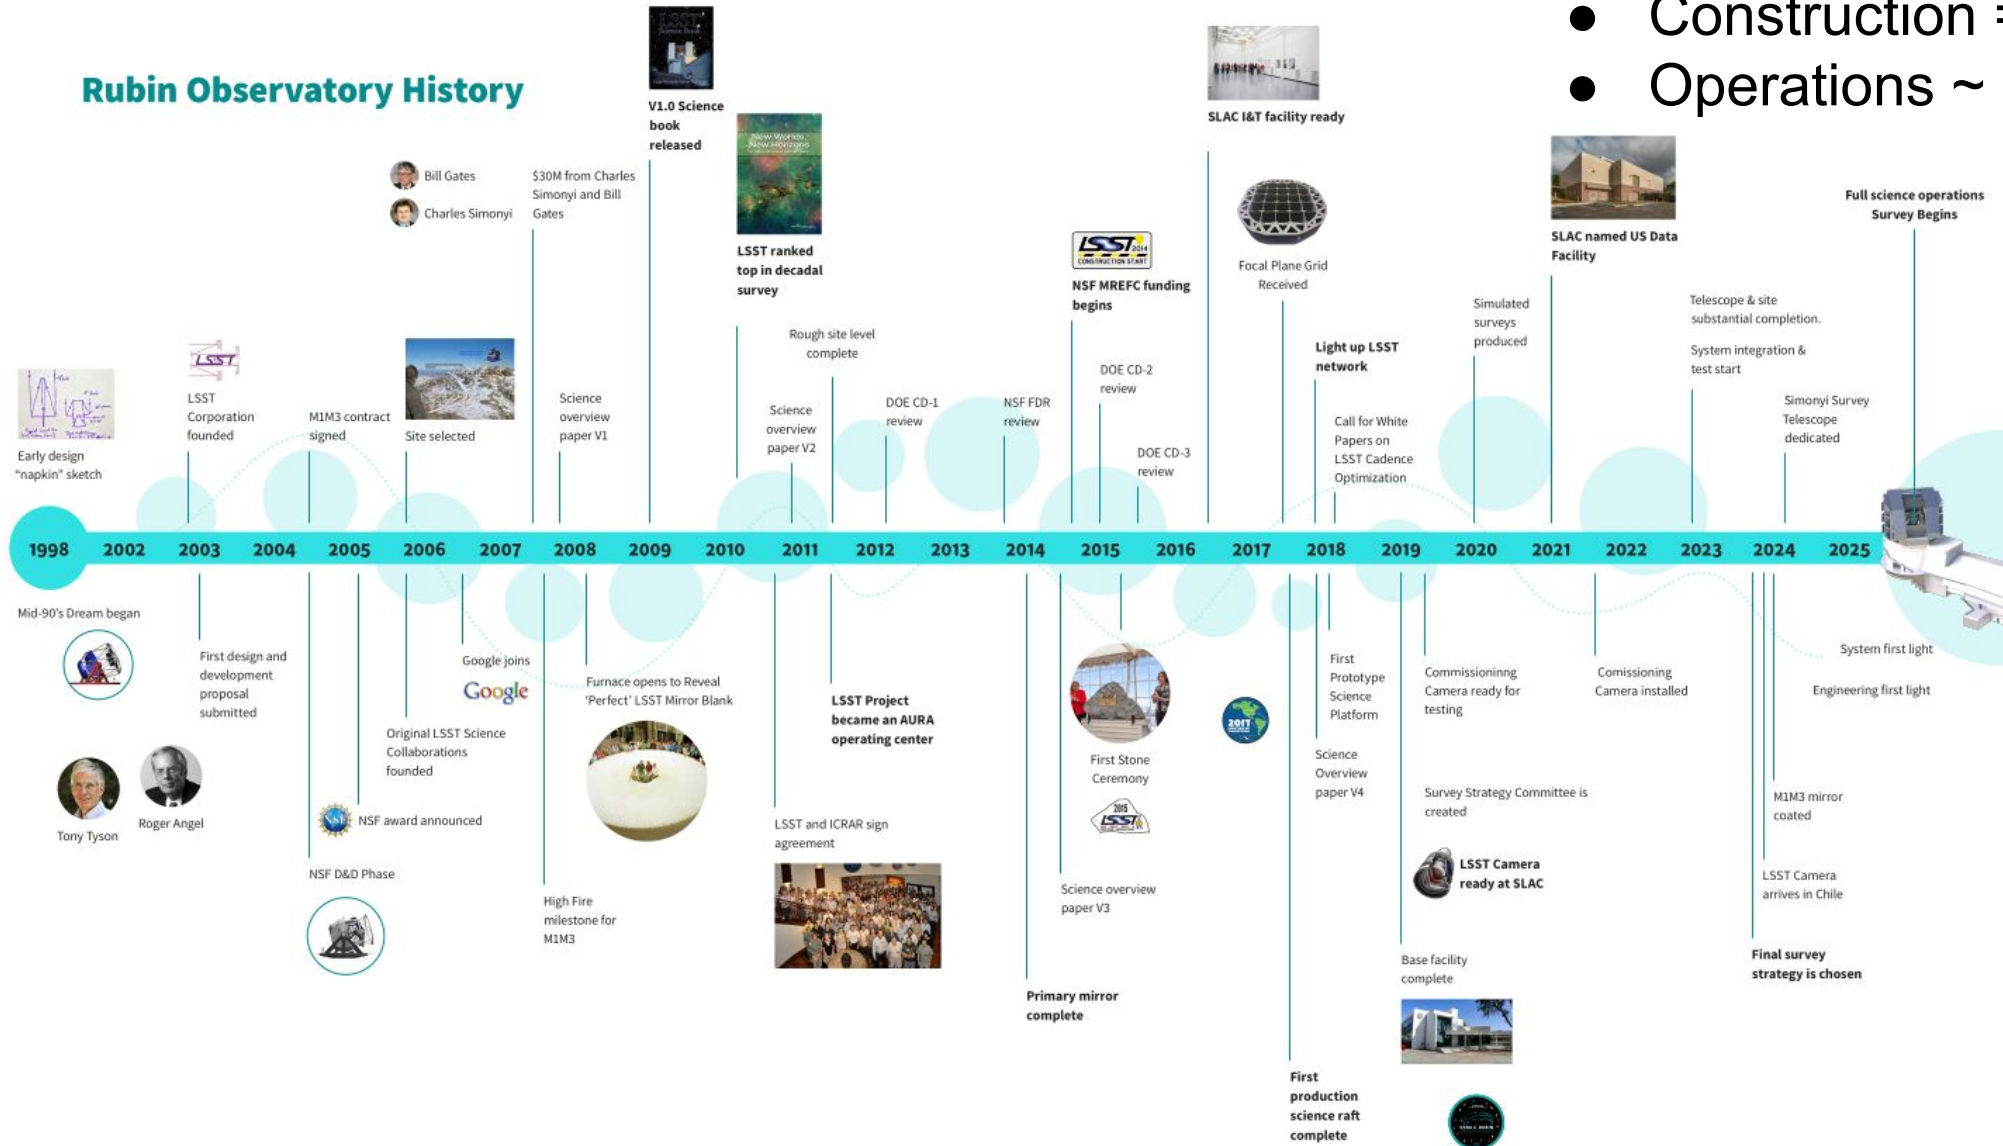 Construction
Operations ~
Rubin Observatory History
V1.0 Science
book
released
New Worlds,
New Horizons
LSST ranked
top in decadal
survey
Bill Gates
Charles Simonyi
$30M from Charles
Simonyi and Bill
Gates
SLAC I&T facility ready
Focal Plane Grid
Received
LSST 2014
CONSTRUCTION START
NSF MREFC funding
begins
SLAC named US Data
Facility
Full science operations
Survey Begins
Early design
"napkin" sketch
LSST
LSST
Corporation
founded
M1M3 contract
signed
Site selected
Science
overview
paper V1
Rough site level
complete
Science
overview
paper V2
DOE CD-1
review
NSF FDR
review
DOE CD-2
review
DOE CD-3
review
Light up LSST
network
Call for White
Papers on
LSST Cadence
Optimization
Simulated
surveys
produced
Telescope & site
substantial completion.
System integration &
test start
Simonyi Survey
Telescope
dedicated
1998 2002 2003 2004 2005 2006 2007 2008 2009 2010 2011 2012 2013 2014 2015 2016 2017 2018 2019 2020 2021 2022 2023 2024 2025
Mid-90's Dream began
Tony Tyson
Roger Angel
First design and
development
proposal
submitted
NSF D&D Phase
NSF
NSF award announced
Original LSST Science
Collaborations
founded
Google joins
Google
High Fire
milestone for
M1M3
Furnace opens to Reveal
'Perfect' LSST Mirror Blank
LSST and ICRAR sign
agreement
LSST Project
became an AURA
operating center
Primary mirror
complete
Science overview
paper V3
First Stone
Ceremony
2015
LSST
2017
First
production
science raft
complete
Science
Overview
paper V4
First
Prototype
Science
Platform
Base facility
complete
Commissioninng
Camera ready for
testing
Survey Strategy Committee is
created
LSST Camera
ready at SLAC
Comissioning
Camera installed
Final survey
strategy is chosen
LSST Camera
arrives in Chile
M1M3 mirror
coated
System first light
Engineering first light